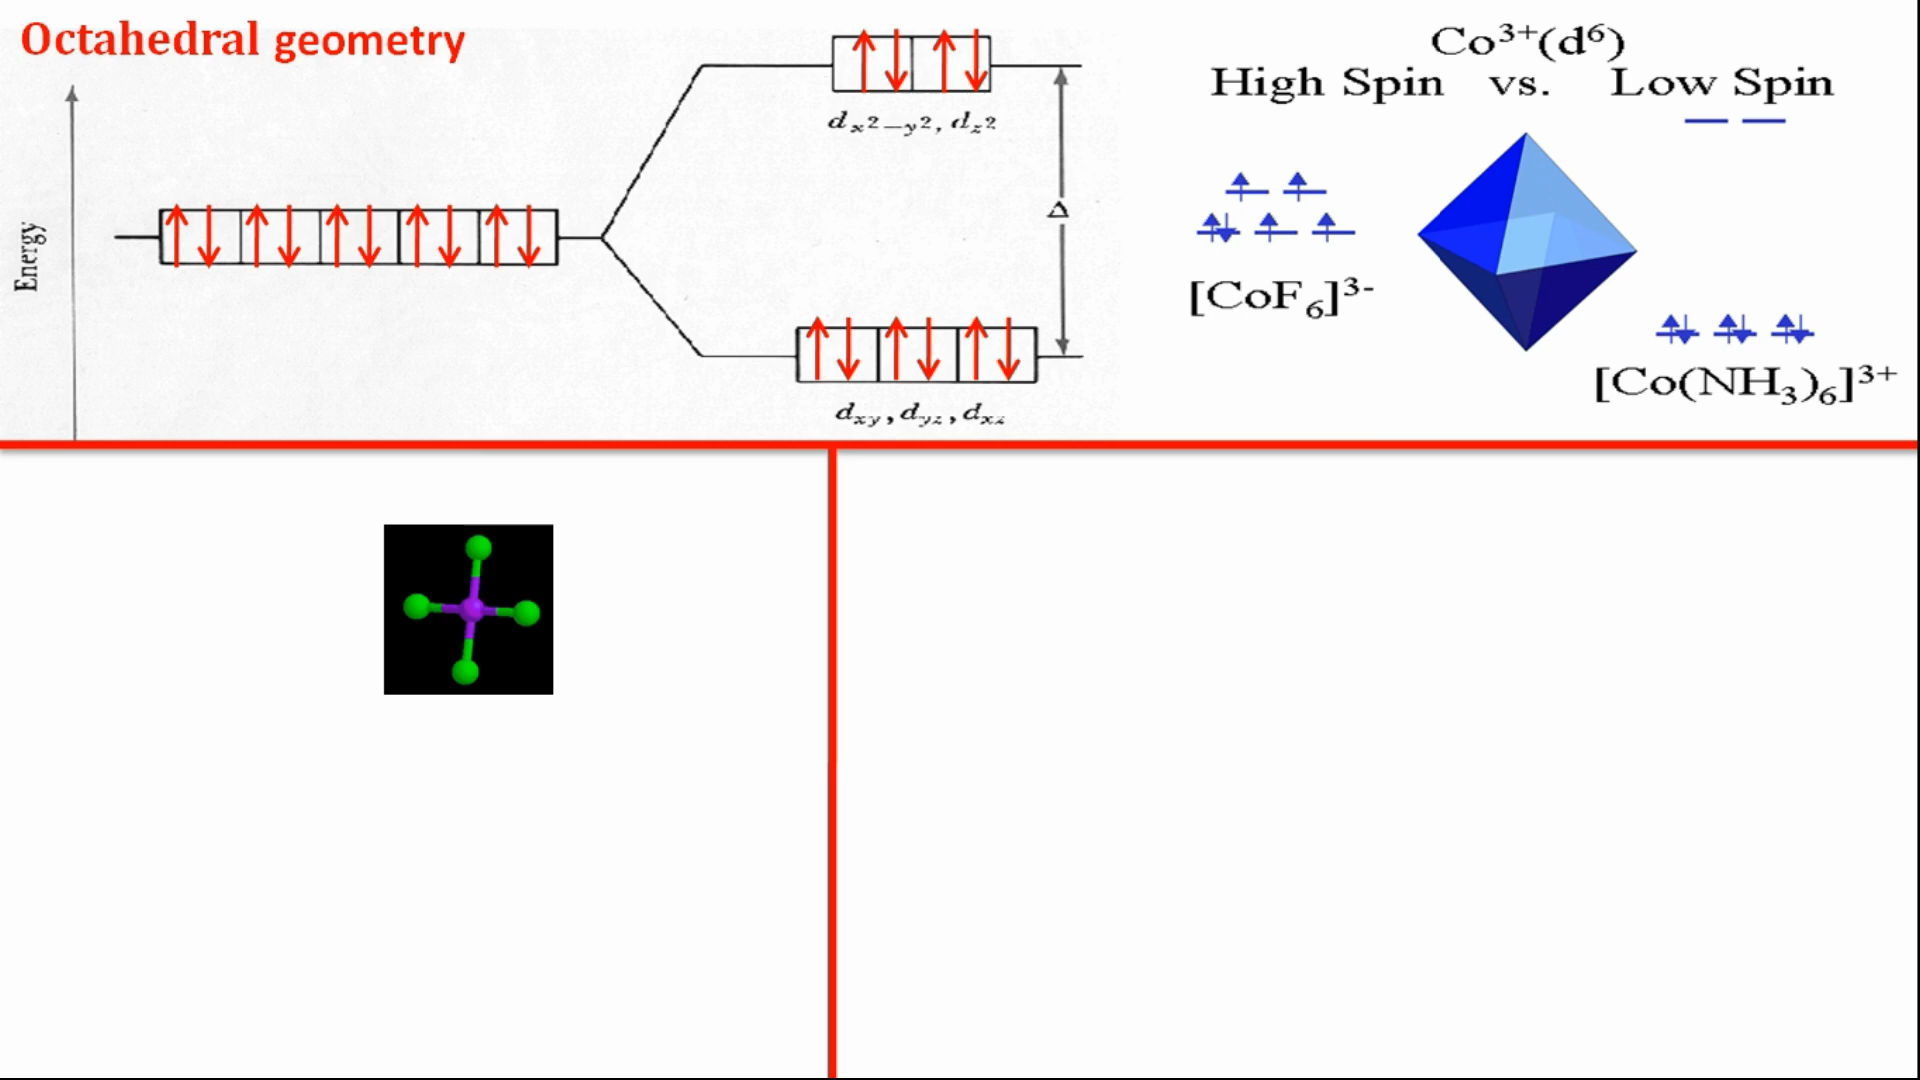 Octahedral geometry
Energy
dx²−y², dz²
Δ
dxy, dyz, dxz
Co³⁺(d⁶)
High Spin vs. Low Spin
[CoF₆]³⁻
[Co(NH₃)₆]³⁺